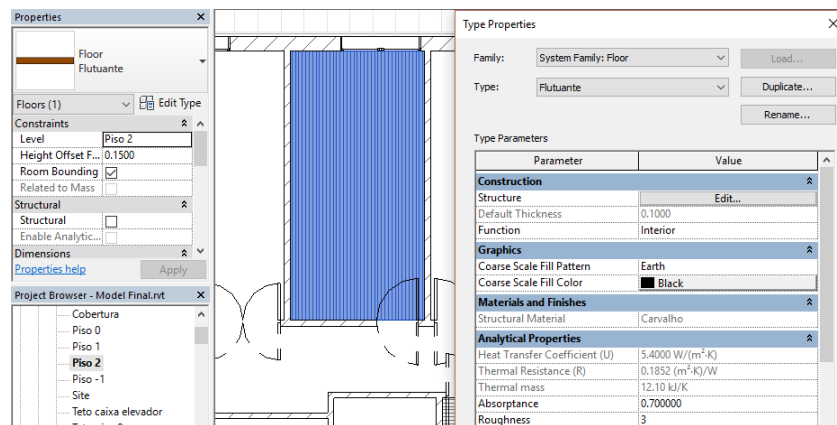 Properties
Floor
Flutuante
Floors (1)
Edit Type
Constraints
Level Piso 2
Height Offset F... 0.1500
Room Bounding
Related to Mass
Structural
Structural
Enable Analytic...
Dimensions
Properties help Apply
Project Browser - Model Final.rvt
Cobertura
Piso 0
Piso 1
Piso 2
Piso -1
Site
Teto caixa elevador
Type Properties
Family: System Family: Floor Load...
Type: Flutuante Duplicate...
Rename...
Type Parameters
Parameter Value
Construction
Structure Edit...
Default Thickness 0.1000
Function Interior
Graphics
Coarse Scale Fill Pattern Earth
Coarse Scale Fill Color Black
Materials and Finishes
Structural Material Carvalho
Analytical Properties
Heat Transfer Coefficient (U) 5.4000 W/(m²·K)
Thermal Resistance (R) 0.1852 (m²·K)/W
Thermal mass 12.10 kJ/K
Absorptance 0.700000
Roughness 3